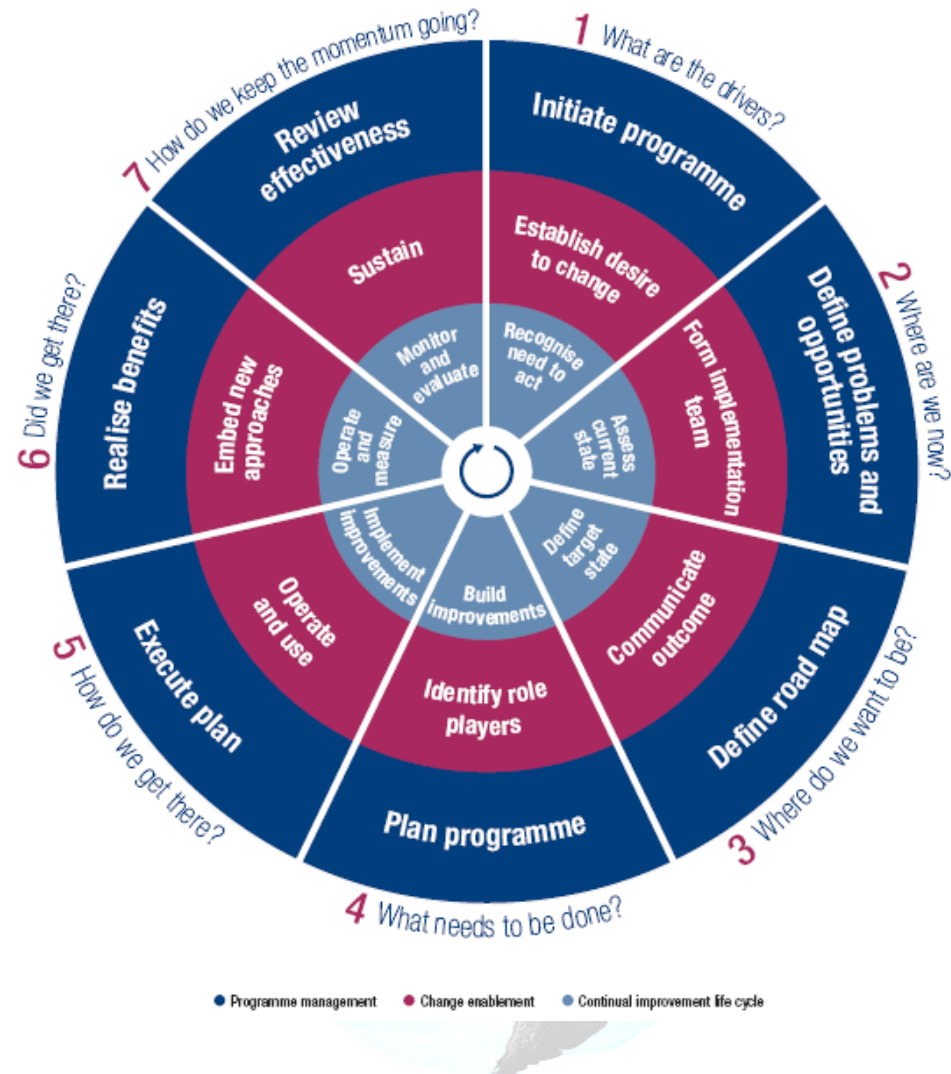 1 What are the drivers?
Initiate programme
Establish desire
to change
Recognise
need to
act
2 Where are we now?
Define problems and
opportunities
Form implementation
team
Assess
current
state
3 Where do we want to be?
Define road map
Communicate
outcome
Define
target
state
4 What needs to be done?
Plan programme
Identify role
players
Build
improvements
5 How do we get there?
Execute plan
Operate
and use
Implement
improvements
6 Did we get there?
Realise benefits
Embed new
approaches
Operate
and
measure
7 How do we keep the momentum going?
Review
effectiveness
Sustain
Monitor
and
evaluate
Programme management Change enablement Continual improvement life cycle